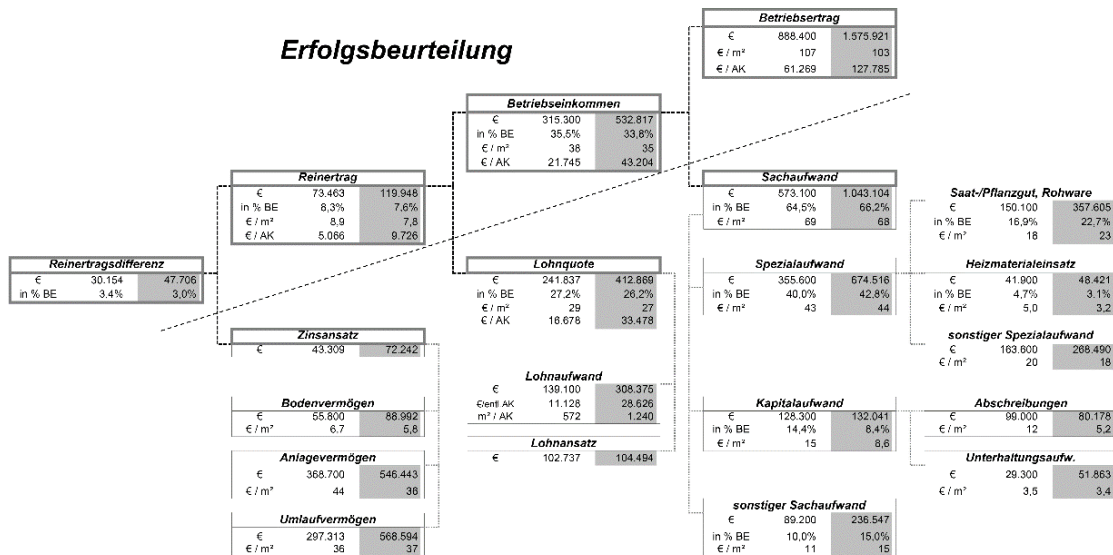 Erfolgsbeurteilung
Betriebsertrag
€ 888.400 1.575.921
€ / m² 107 103
€ / AK 61.269 127.785
Betriebseinkommen
€ 315.300 532.817
in % BE 35,5% 33,8%
€ / m² 38 35
€ / AK 21.745 43.204
Reinertrag
€ 73.463 119.948
in % BE 8,3% 7,6%
€ / m² 8,9 7,8
€ / AK 5.066 9.726
Sachaufwand
€ 573.100 1.043.104
in % BE 64,5% 66,2%
€ / m² 69 68
Saat-/Pflanzgut, Rohware
€ 150.100 357.605
in % BE 16,9% 22,7%
€ / m² 18 23
Reinertragsdifferenz
€ 30.154 47.706
in % BE 3,4% 3,0%
Lohnquote
€ 241.837 412.869
in % BE 27,2% 26,2%
€ / m² 29 27
€ / AK 16.678 33.478
Spezialaufwand
€ 355.600 674.516
in % BE 40,0% 42,8%
€ / m² 43 44
Heizmaterialeinsatz
€ 41.900 48.421
in % BE 4,7% 3,1%
€ / m² 5,0 3,2
Zinsansatz
€ 43.309 72.242
sonstiger Spezialaufwand
€ 163.600 268.490
€ / m² 20 18
Lohnaufwand
€ 139.100 308.375
€/entl AK 11.128 28.626
m² / AK 572 1.240
Bodenvermögen
€ 55.800 88.992
€ / m² 6,7 5,8
Kapitalaufwand
€ 128.300 132.041
in % BE 14,4% 8,4%
€ / m² 15 8,6
Abschreibungen
€ 99.000 80.178
€ / m² 12 5,2
Lohnansatz
€ 102.737 104.494
Anlagevermögen
€ 368.700 546.443
€ / m² 44 36
Unterhaltungsaufw.
€ 29.300 51.863
€ / m² 3,5 3,4
Umlaufvermögen
€ 297.313 568.594
€ / m² 36 37
sonstiger Sachaufwand
€ 89.200 236.547
in % BE 10,0% 15,0%
€ / m² 11 15